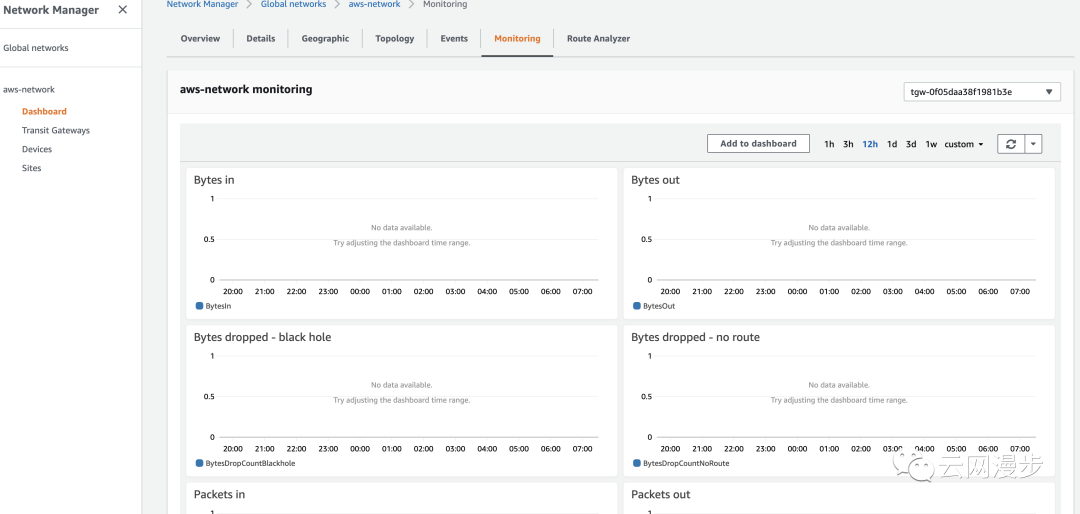 Network Manager ✕
Global networks
aws-network
Dashboard
Transit Gateways
Devices
Sites
Network Manager > Global networks > aws-network > Monitoring
Overview Details Geographic Topology Events Monitoring Route Analyzer
aws-network monitoring
tgw-0f05daa38f1981b3e
Add to dashboard 1h 3h 12h 1d 3d 1w custom
Bytes in
1
No data available.
0.5
Try adjusting the dashboard time range.
0
20:00 21:00 22:00 23:00 00:00 01:00 02:00 03:00 04:00 05:00 06:00 07:00
BytesIn
Bytes out
1
No data available.
0.5
Try adjusting the dashboard time range.
0
20:00 21:00 22:00 23:00 00:00 01:00 02:00 03:00 04:00 05:00 06:00 07:00
BytesOut
Bytes dropped - black hole
1
No data available.
0.5
Try adjusting the dashboard time range.
0
20:00 21:00 22:00 23:00 00:00 01:00 02:00 03:00 04:00 05:00 06:00 07:00
BytesDropCountBlackhole
Bytes dropped - no route
1
No data available.
0.5
Try adjusting the dashboard time range.
0
20:00 21:00 22:00 23:00 00:00 01:00 02:00 03:00 04:00 05:00 06:00 07:00
BytesDropCountNoRoute
云网漫步
Packets in
1
Packets out
1